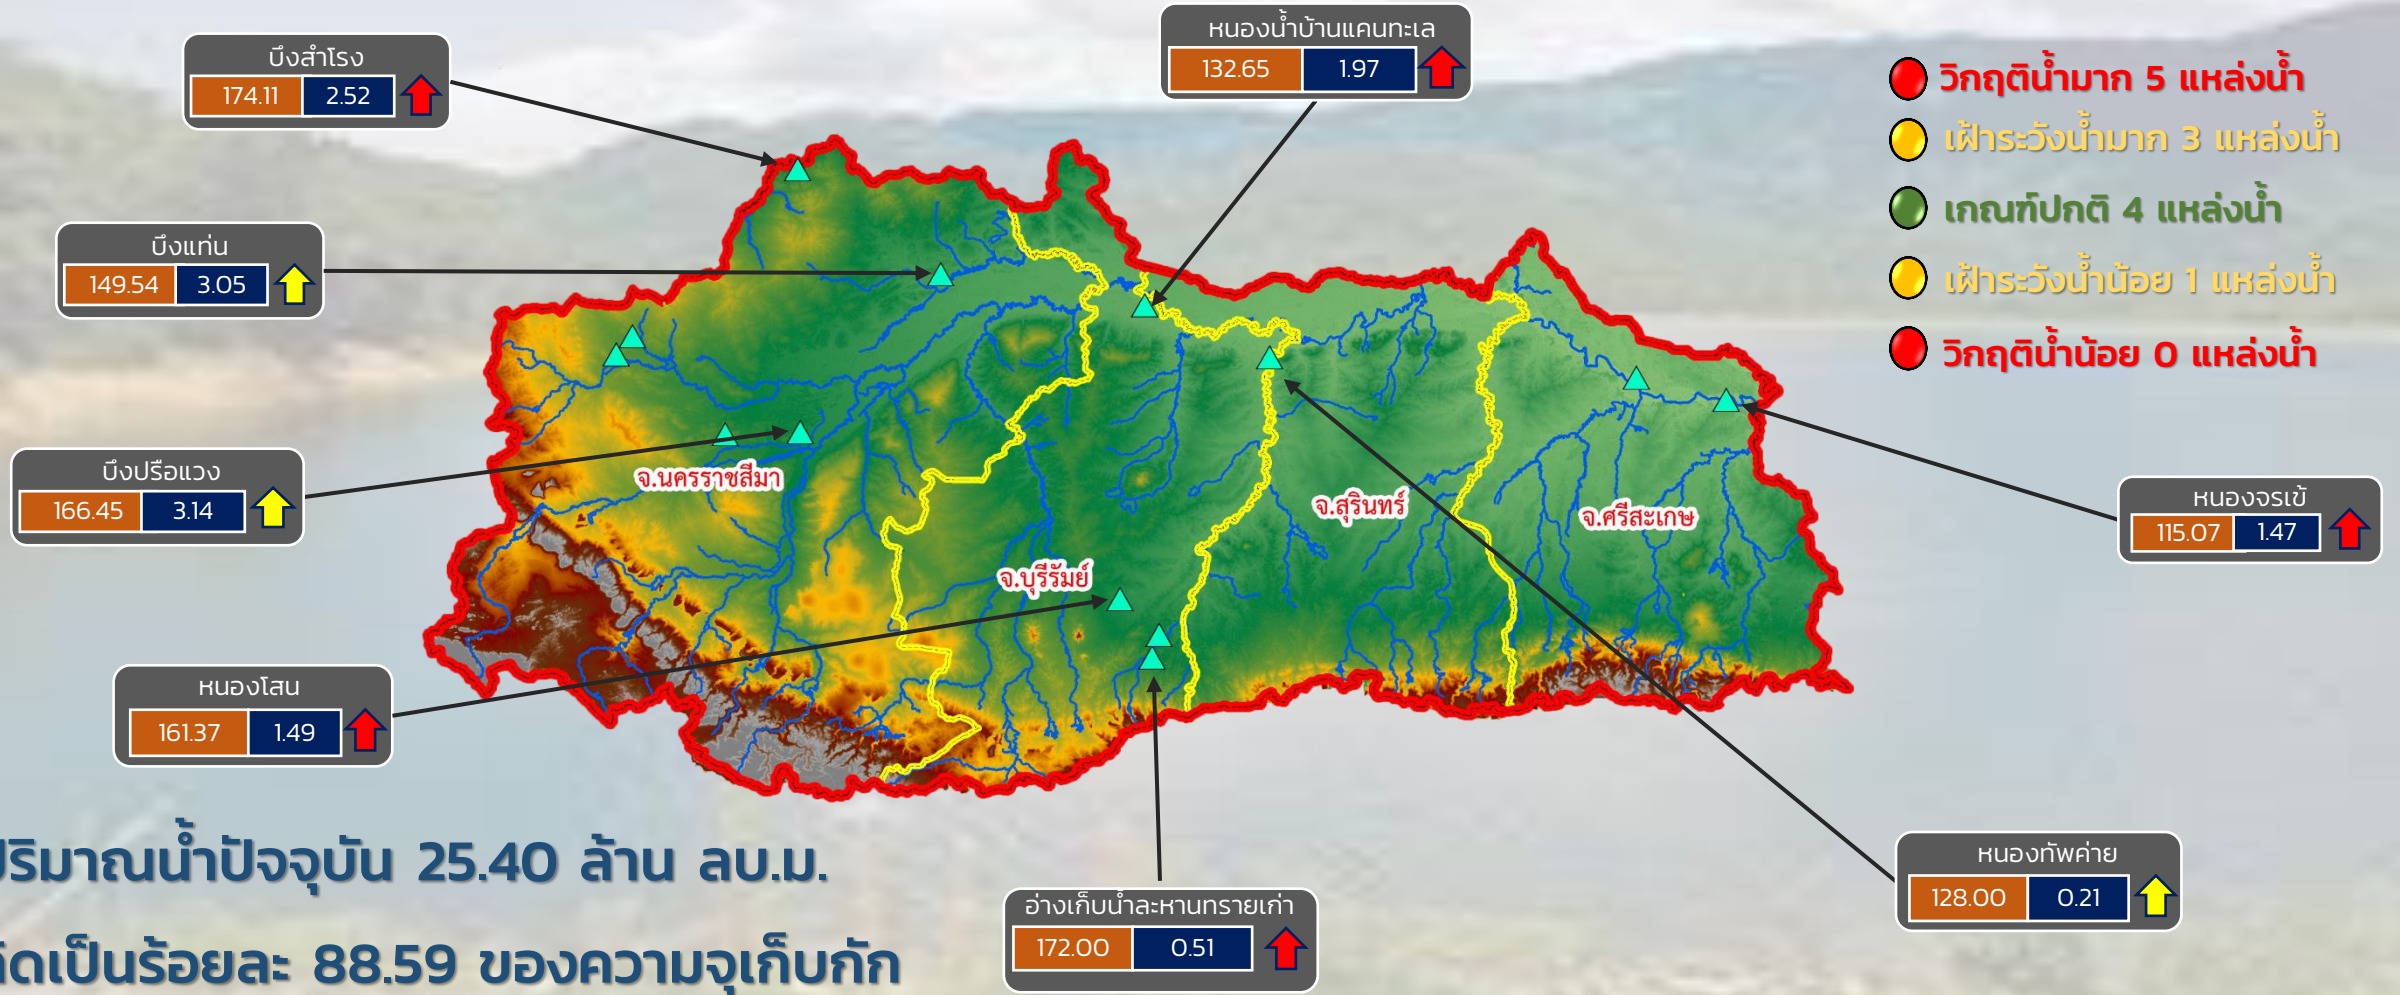 บึงสำโรง
174.11 2.52
หนองน้ำบ้านแคนทะเล
132.65 1.97
วิกฤติน้ำมาก 5 แหล่งน้ำ
เฝ้าระวังน้ำมาก 3 แหล่งน้ำ
เกณฑ์ปกติ 4 แหล่งน้ำ
เฝ้าระวังน้ำน้อย 1 แหล่งน้ำ
วิกฤติน้ำน้อย 0 แหล่งน้ำ
บึงแท่น
149.54 3.05
บึงปรือแวง
166.45 3.14
จ.นครราชสีมา
จ.สุรินทร์
จ.ศรีสะเกษ
จ.บุรีรัมย์
หนองจรเข้
115.07 1.47
หนองโสน
161.37 1.49
หนองทัพค่าย
128.00 0.21
อ่างเก็บน้ำละหานทรายเก่า
172.00 0.51
ปริมาณน้ำปัจจุบัน 25.40 ล้าน ลบ.ม.
คิดเป็นร้อยละ 88.59 ของความจุเก็บกัก